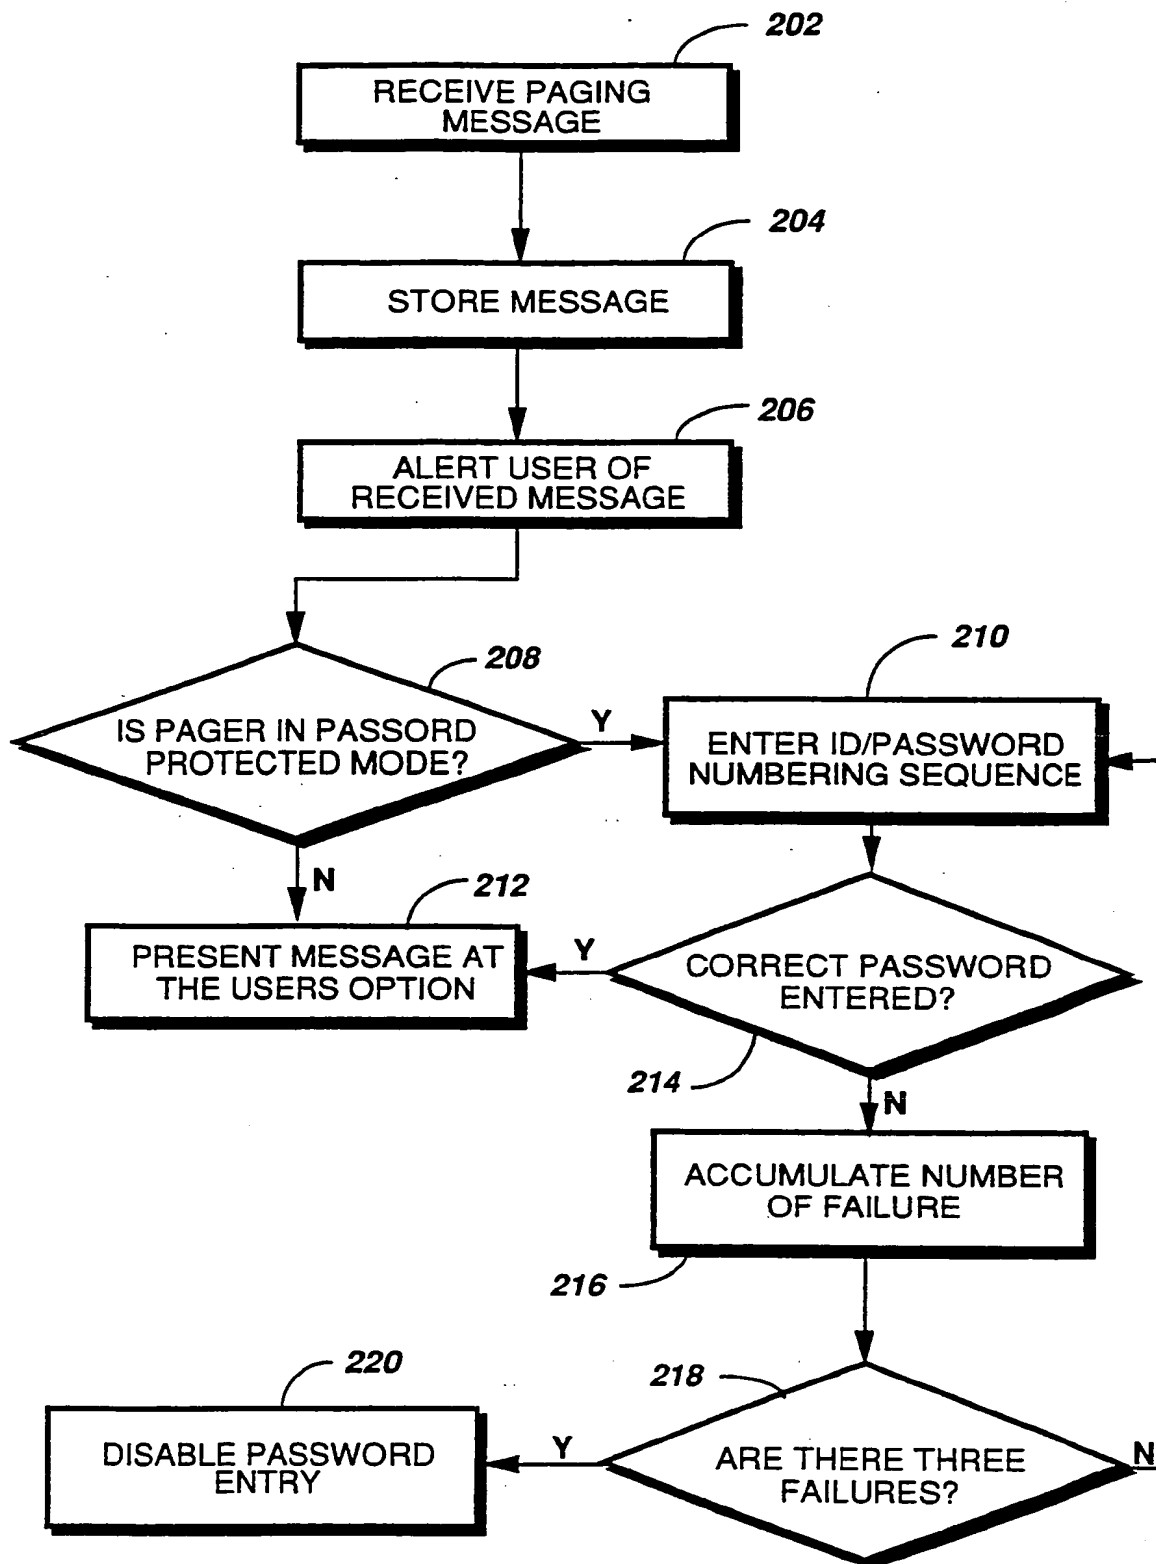 202
RECEIVE PAGING
MESSAGE
204
STORE MESSAGE
206
ALERT USER OF
RECEIVED MESSAGE
208
IS PAGER IN PASSORD
PROTECTED MODE?
Y
210
ENTER ID/PASSWORD
NUMBERING SEQUENCE
N
212
PRESENT MESSAGE AT
THE USERS OPTION
Y
CORRECT PASSWORD
ENTERED?
214
N
ACCUMULATE NUMBER
OF FAILURE
216
218
ARE THERE THREE
FAILURES?
N
Y
220
DISABLE PASSWORD
ENTRY